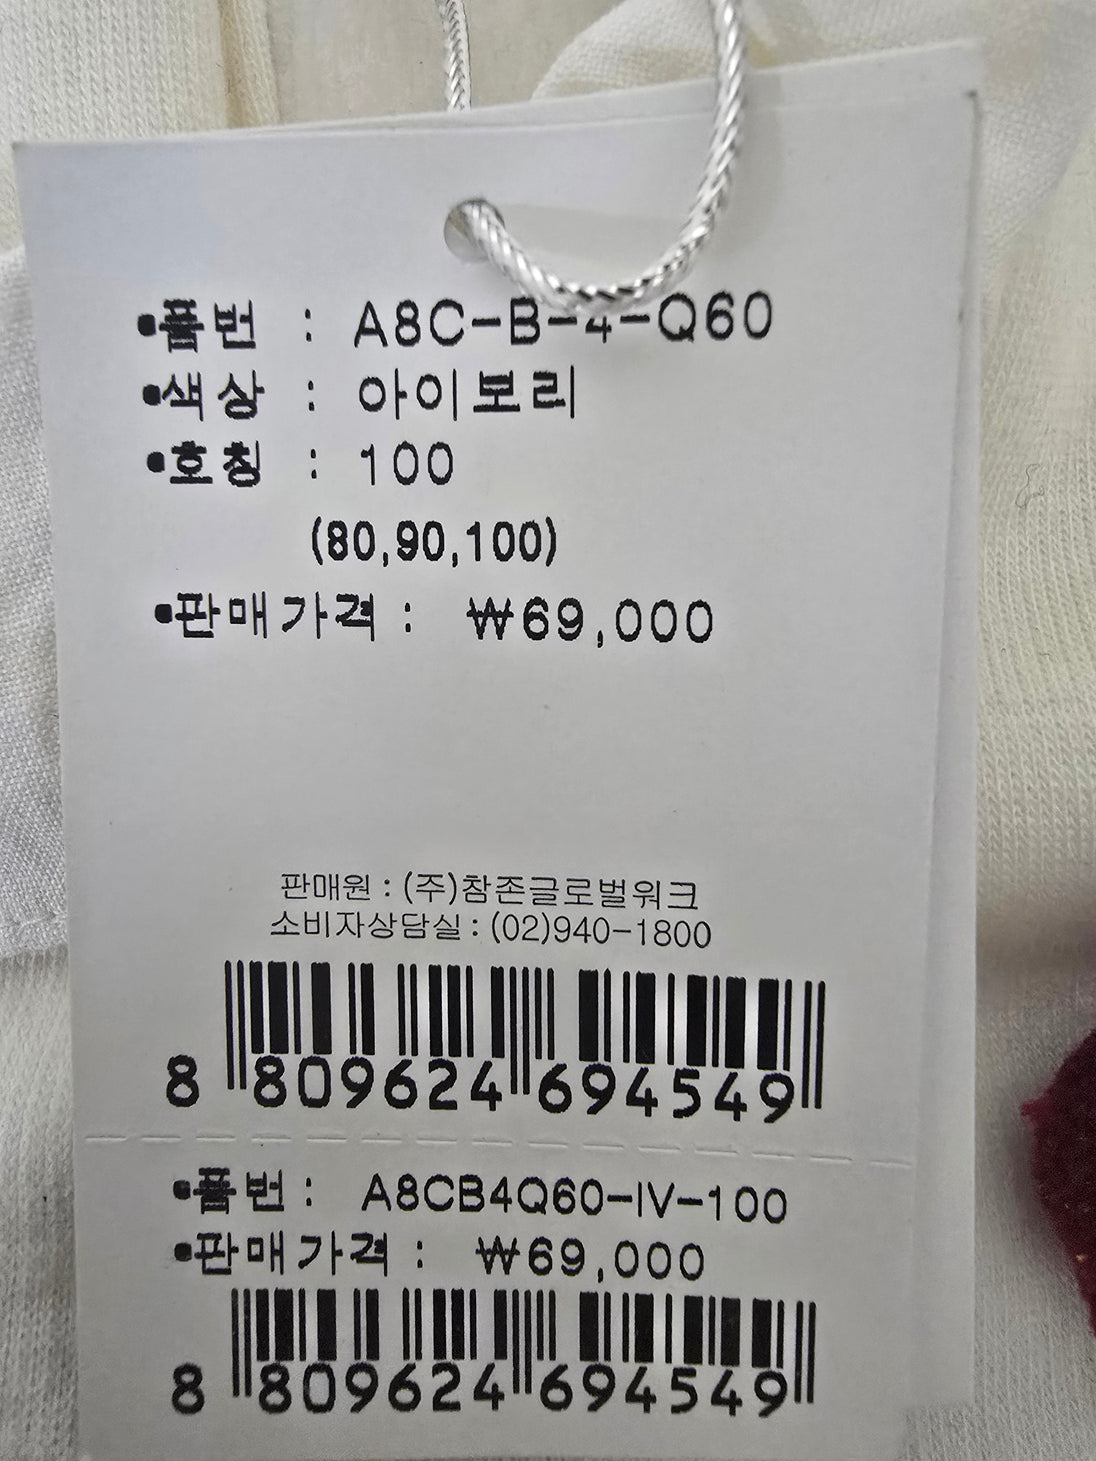 •품번 : A8C-B-4-Q60
•색상 : 아이보리
•호칭 : 100
(80,90,100)
•판매가격 : ₩69,000
판매원 : (주)참존글로벌워크
소비자상담실 : (02)940-1800
8 809624 694549
•품번 : A8CB4Q60-IV-100
•판매가격 : ₩69,000
8 809624 694549